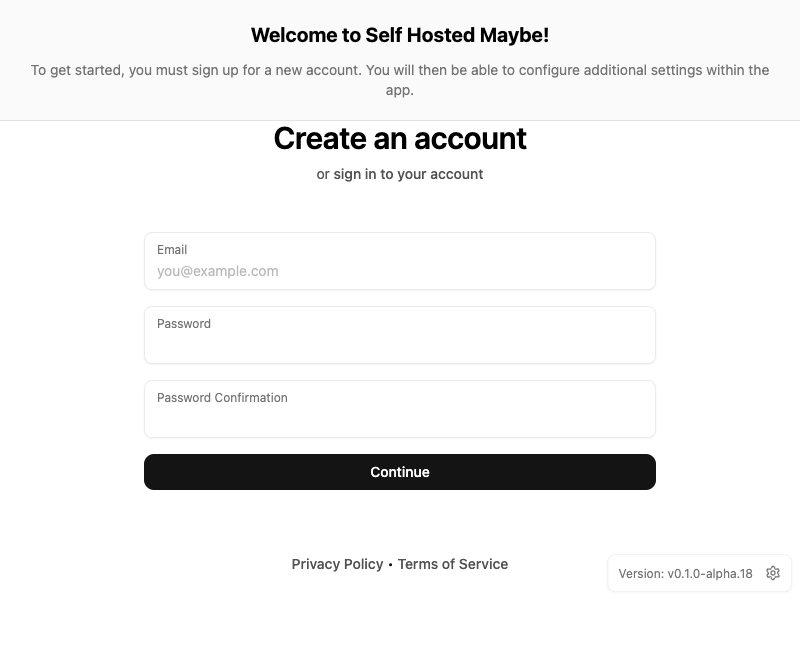 Welcome to Self Hosted Maybe!
To get started, you must sign up for a new account. You will then be able to configure additional settings within the
app.
Create an account
or sign in to your account
Email
you@example.com
Password
Password Confirmation
Continue
Privacy Policy • Terms of Service
Version: v0.1.0-alpha.18